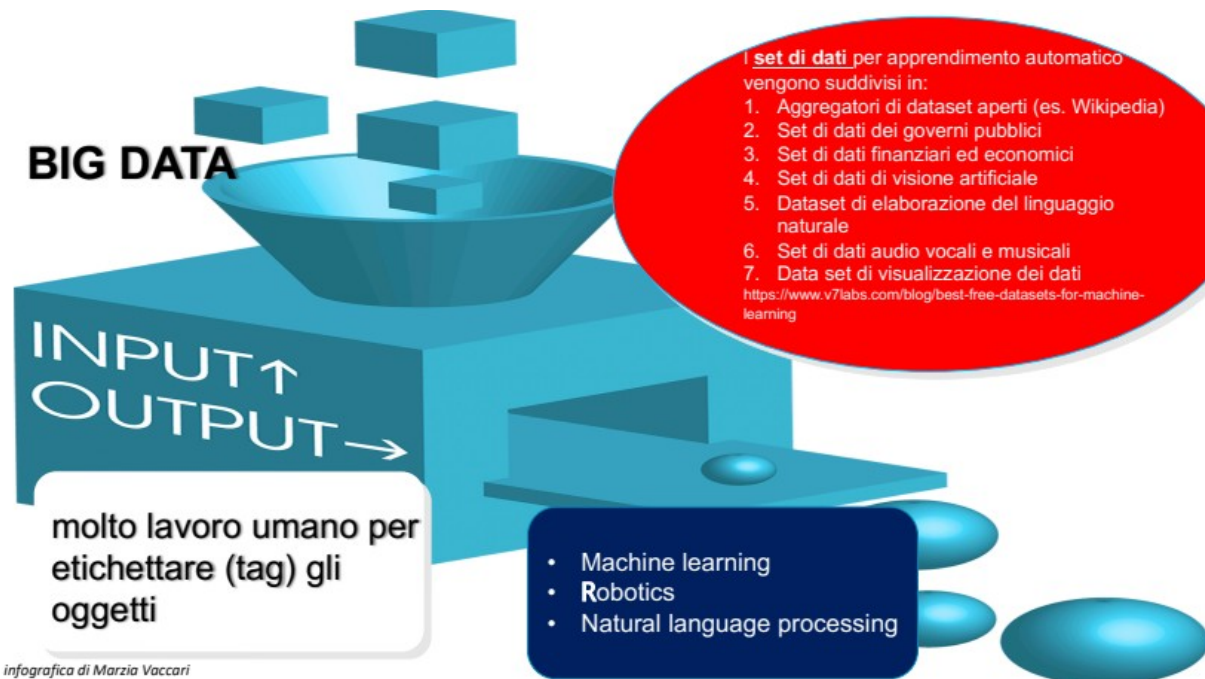 BIG DATA
I set di dati per apprendimento automatico
vengono suddivisi in:
1. Aggregatori di dataset aperti (es. Wikipedia)
2. Set di dati dei governi pubblici
3. Set di dati finanziari ed economici
4. Set di dati di visione artificiale
5. Dataset di elaborazione del linguaggio
naturale
6. Set di dati audio vocali e musicali
7. Data set di visualizzazione dei dati
https://www.v7labs.com/blog/best-free-datasets-for-machine-
learning
INPUT↑
OUTPUT→
molto lavoro umano per
etichettare (tag) gli
oggetti
• Machine learning
• Robotics
• Natural language processing
infografica di Marzia Vaccari